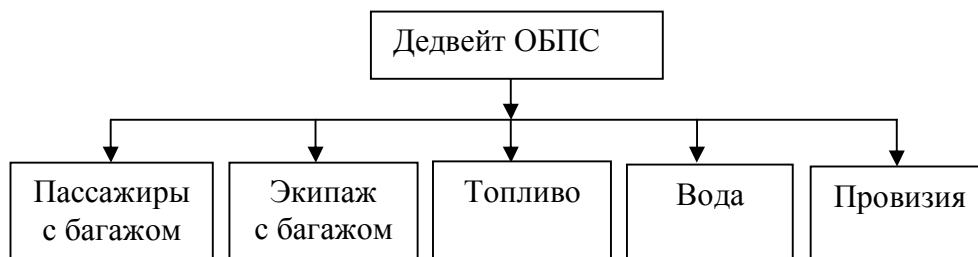 Дедвейт ОБПС
Пассажиры
с багажом
Экипаж
с багажом
Топливо
Вода
Провизия